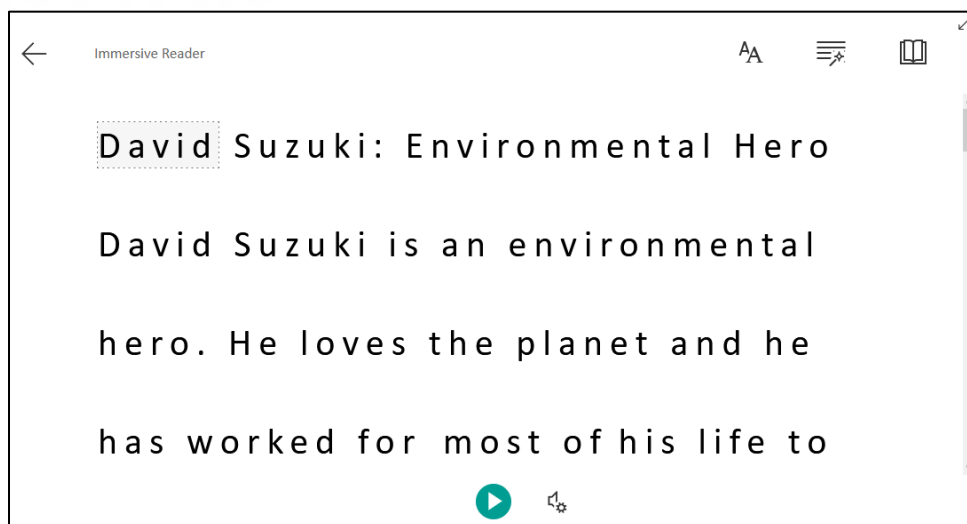 Immersive Reader
AA
David Suzuki: Environmental Hero
David Suzuki is an environmental
hero. He loves the planet and he
has worked for most of his life to